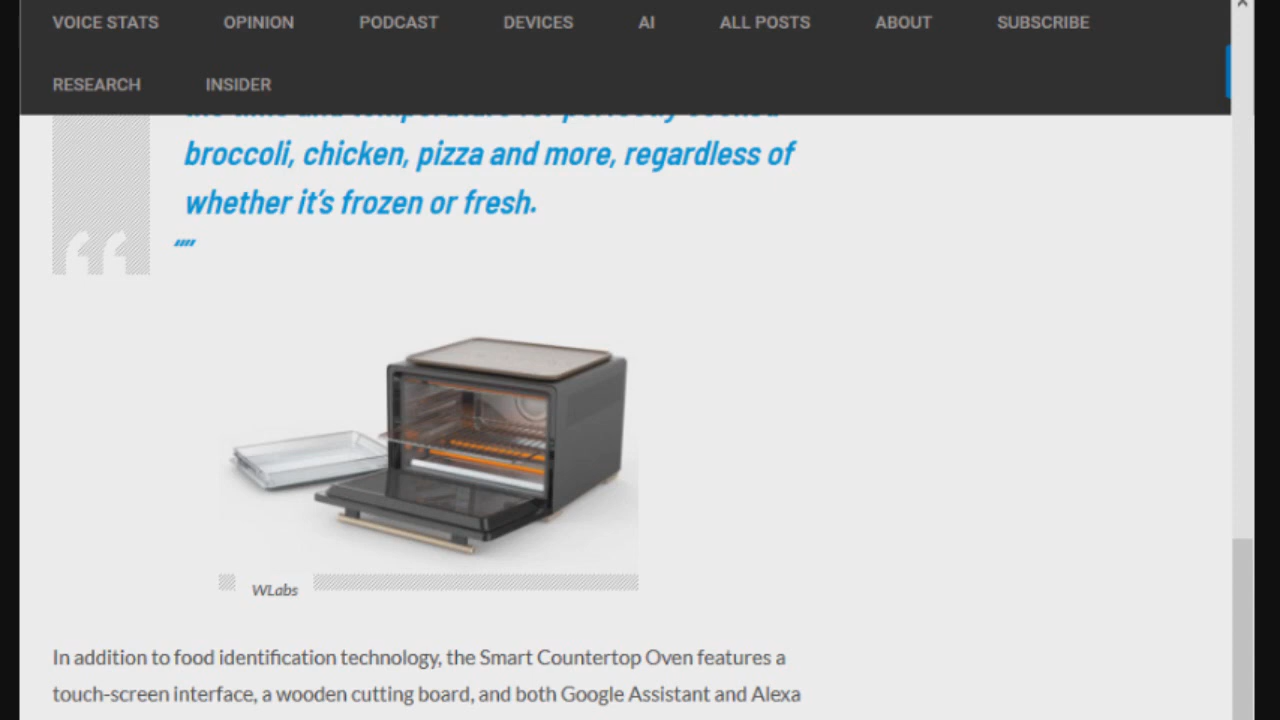 VOICE STATS OPINION PODCAST DEVICES AI ALL POSTS ABOUT SUBSCRIBE
RESEARCH INSIDER
broccoli, chicken, pizza and more, regardless of
whether it’s frozen or fresh.
""
WLabs
In addition to food identification technology, the Smart Countertop Oven features a
touch-screen interface, a wooden cutting board, and both Google Assistant and Alexa